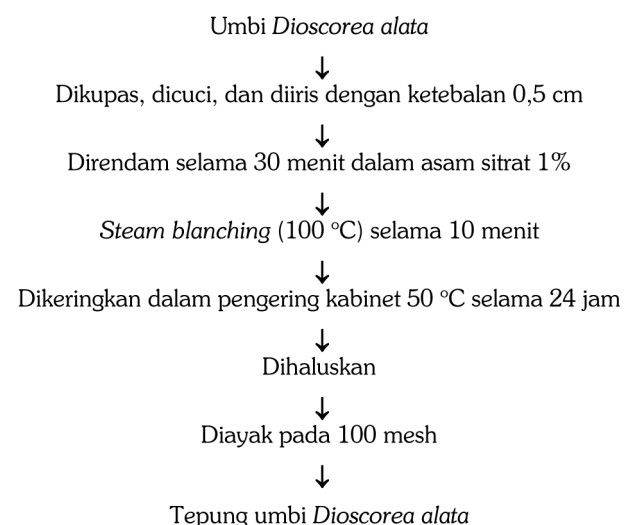 Umbi Dioscorea alata
Dikupas, dicuci, dan diiris dengan ketebalan 0,5 cm
Direndam selama 30 menit dalam asam sitrat 1%
Steam blanching (100 °C) selama 10 menit
Dikeringkan dalam pengering kabinet 50 °C selama 24 jam
Dihaluskan
Diayak pada 100 mesh
Tepung umbi Dioscorea alata